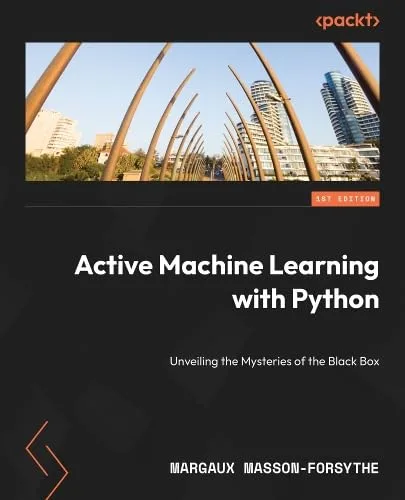 <packt>
1ST EDITION
Active Machine Learning
with Python
Unveiling the Mysteries of the Black Box
MARGAUX MASSON-FORSYTHE